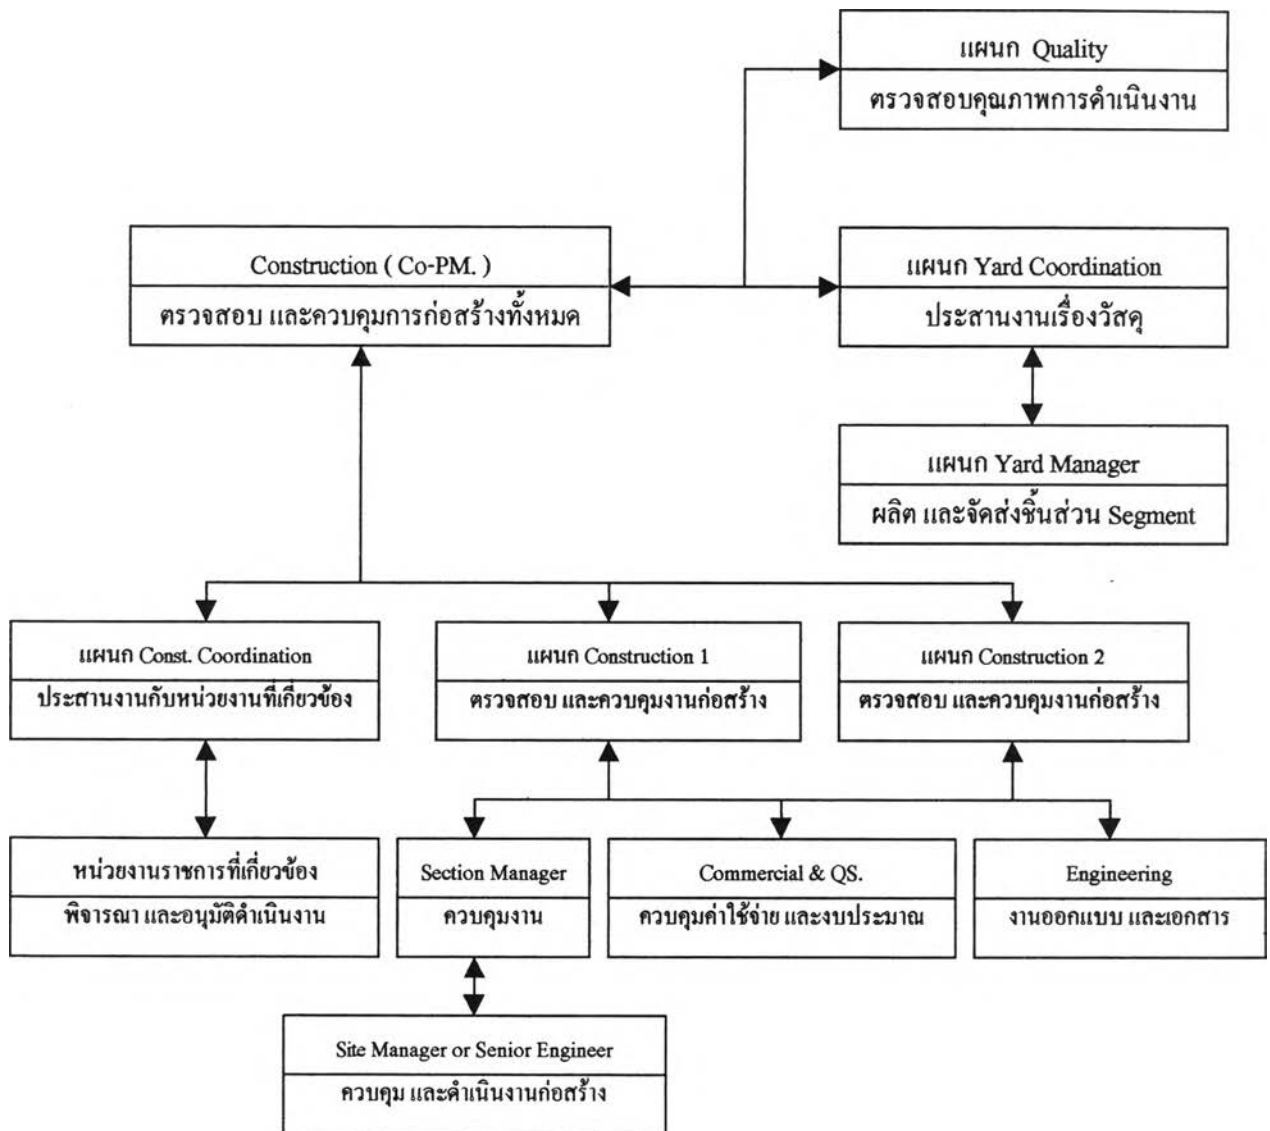 แผนก Quality
ตรวจสอบคุณภาพการดำเนินงาน
Construction ( Co-PM. )
ตรวจสอบ และควบคุมการก่อสร้างทั้งหมด
แผนก Yard Coordination
ประสานงานเรื่องวัสดุ
แผนก Yard Manager
ผลิต และจัดส่งชิ้นส่วน Segment
แผนก Const. Coordination
ประสานงานกับหน่วยงานที่เกี่ยวข้อง
แผนก Construction 1
ตรวจสอบ และควบคุมงานก่อสร้าง
แผนก Construction 2
ตรวจสอบ และควบคุมงานก่อสร้าง
หน่วยงานราชการที่เกี่ยวข้อง
พิจารณา และอนุมัติดำเนินงาน
Section Manager
ควบคุมงาน
Commercial & QS.
ควบคุมค่าใช้จ่าย และงบประมาณ
Engineering
งานออกแบบ และเอกสาร
Site Manager or Senior Engineer
ควบคุม และดำเนินงานก่อสร้าง